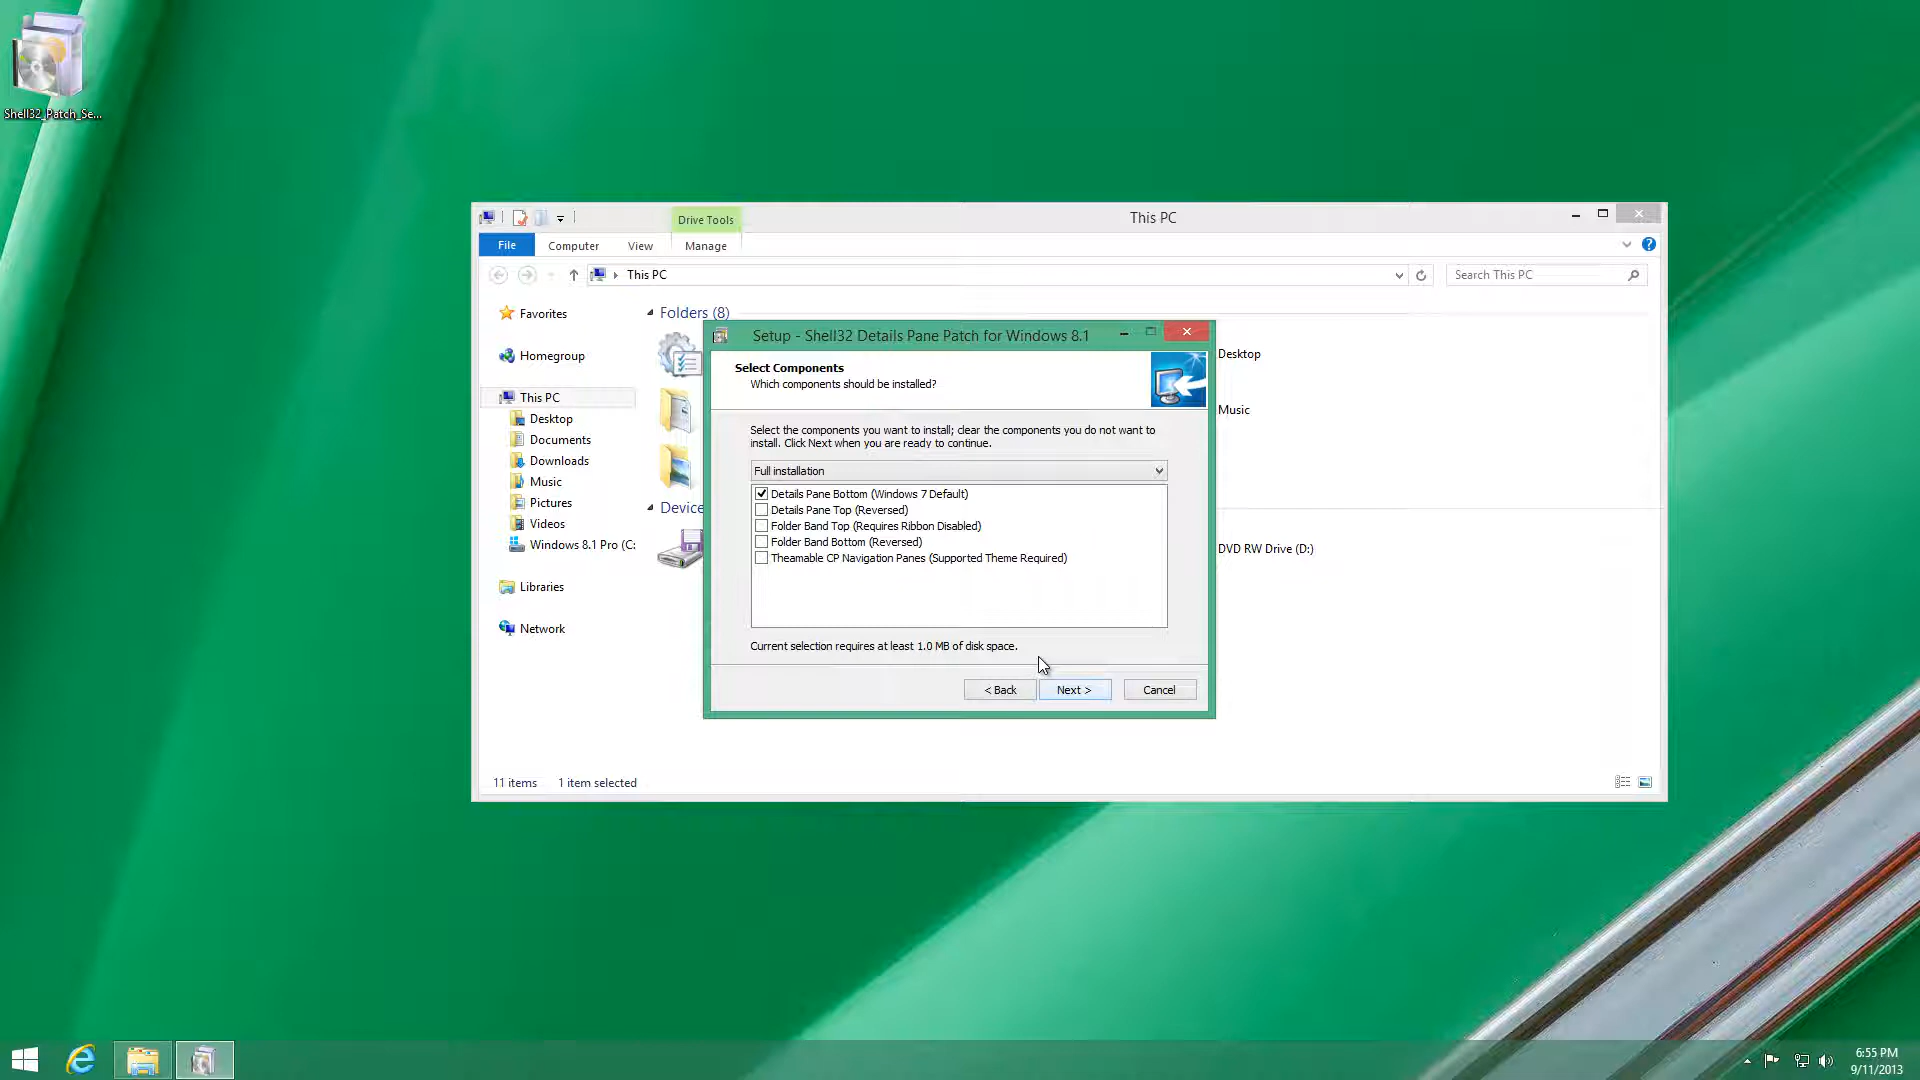 Shell32_Patch_Se...
Drive Tools
This PC
File
Computer
View
Manage
This PC
Search This PC
Favorites
Homegroup
This PC
Desktop
Documents
Downloads
Music
Pictures
Videos
Windows 8.1 Pro (C:
Libraries
Network
Folders (8)
Desktop
Music
Device
DVD RW Drive (D:)
Setup - Shell32 Details Pane Patch for Windows 8.1
Select Components
Which components should be installed?
Select the components you want to install; clear the components you do not want to
install. Click Next when you are ready to continue.
Full installation
Details Pane Bottom (Windows 7 Default)
Details Pane Top (Reversed)
Folder Band Top (Requires Ribbon Disabled)
Folder Band Bottom (Reversed)
Theamable CP Navigation Panes (Supported Theme Required)
Current selection requires at least 1.0 MB of disk space.
< Back
Next >
Cancel
11 items
1 item selected
6:55 PM
9/11/2013